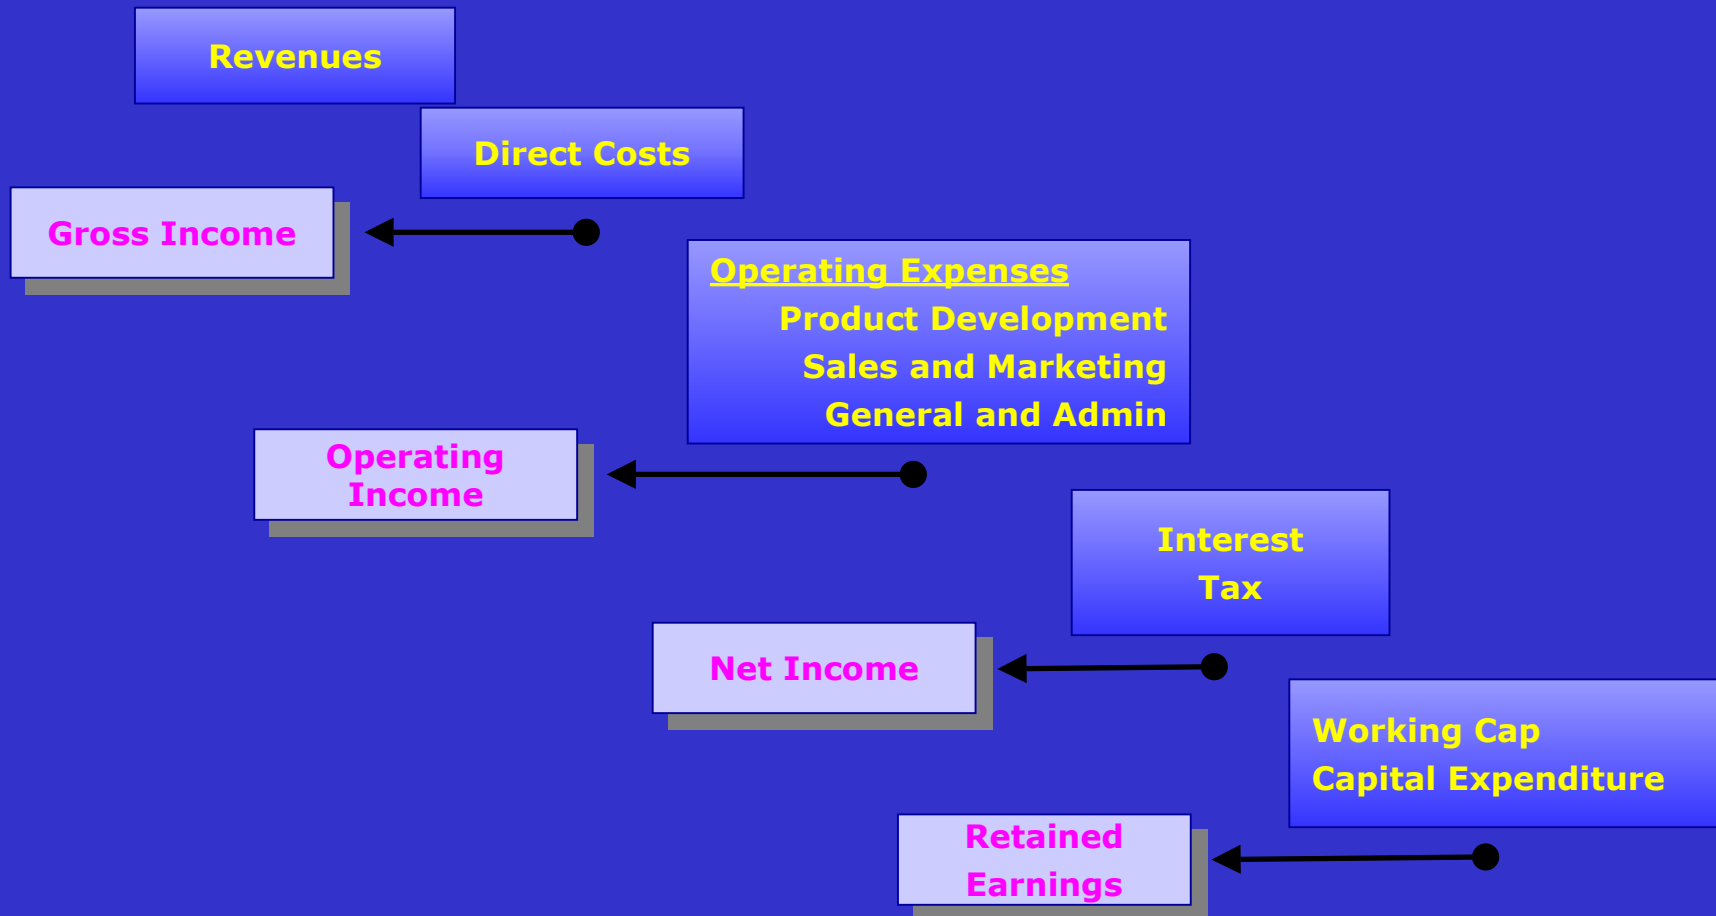 Revenues
Direct Costs
Gross Income
Operating Expenses
Product Development
Sales and Marketing
General and Admin
Operating
Income
Interest
Tax
Net Income
Working Cap
Capital Expenditure
Retained
Earnings